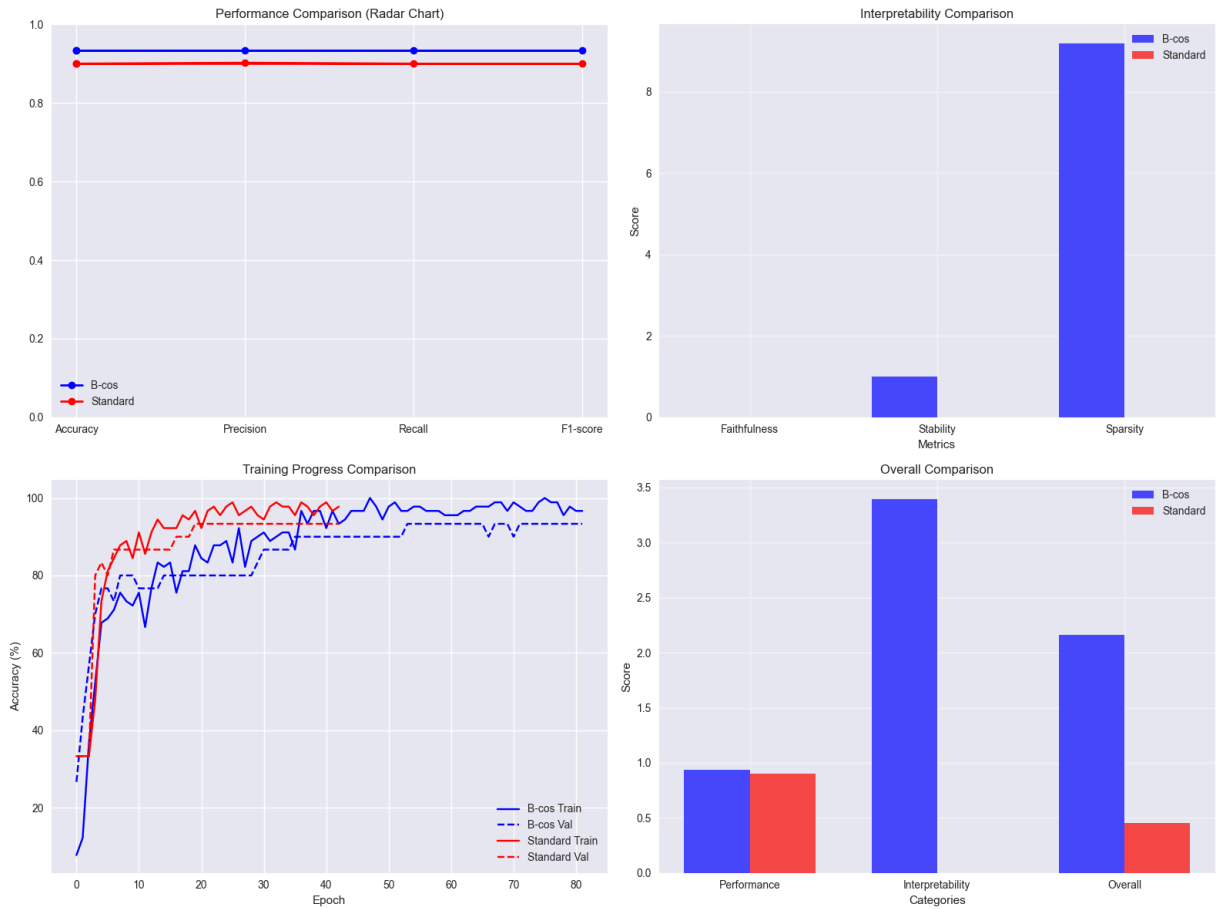 Performance Comparison (Radar Chart)
1.0
0.8
0.6
0.4
0.2
0.0
B-cos
Standard
Accuracy Precision Recall F1-score
Interpretability Comparison
Score
8
6
4
2
0
B-cos
Standard
Faithfulness Stability Sparsity
Metrics
Training Progress Comparison
Accuracy (%)
100
80
60
40
20
B-cos Train
B-cos Val
Standard Train
Standard Val
0 10 20 30 40 50 60 70 80
Epoch
Overall Comparison
Score
3.5
3.0
2.5
2.0
1.5
1.0
0.5
0.0
B-cos
Standard
Performance Interpretability Overall
Categories